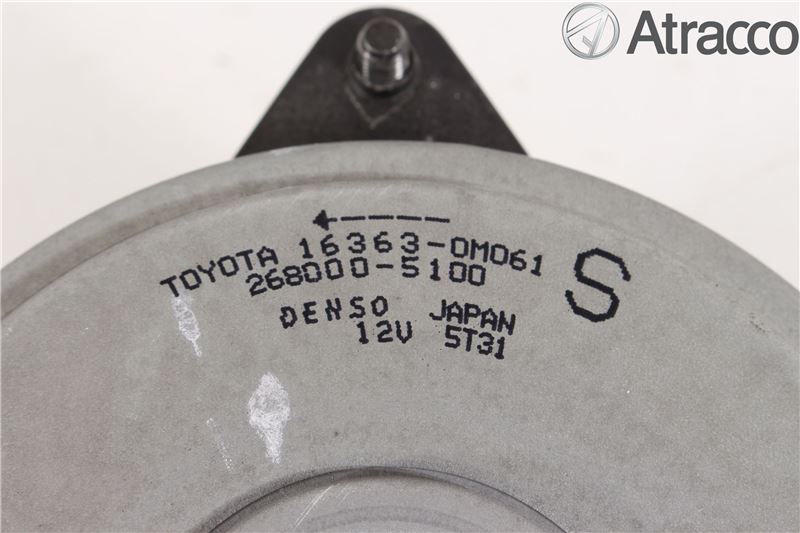 Atracco
TOYOTA 16363-0M061
268000-5100
S
DENSO JAPAN
12V 5T31